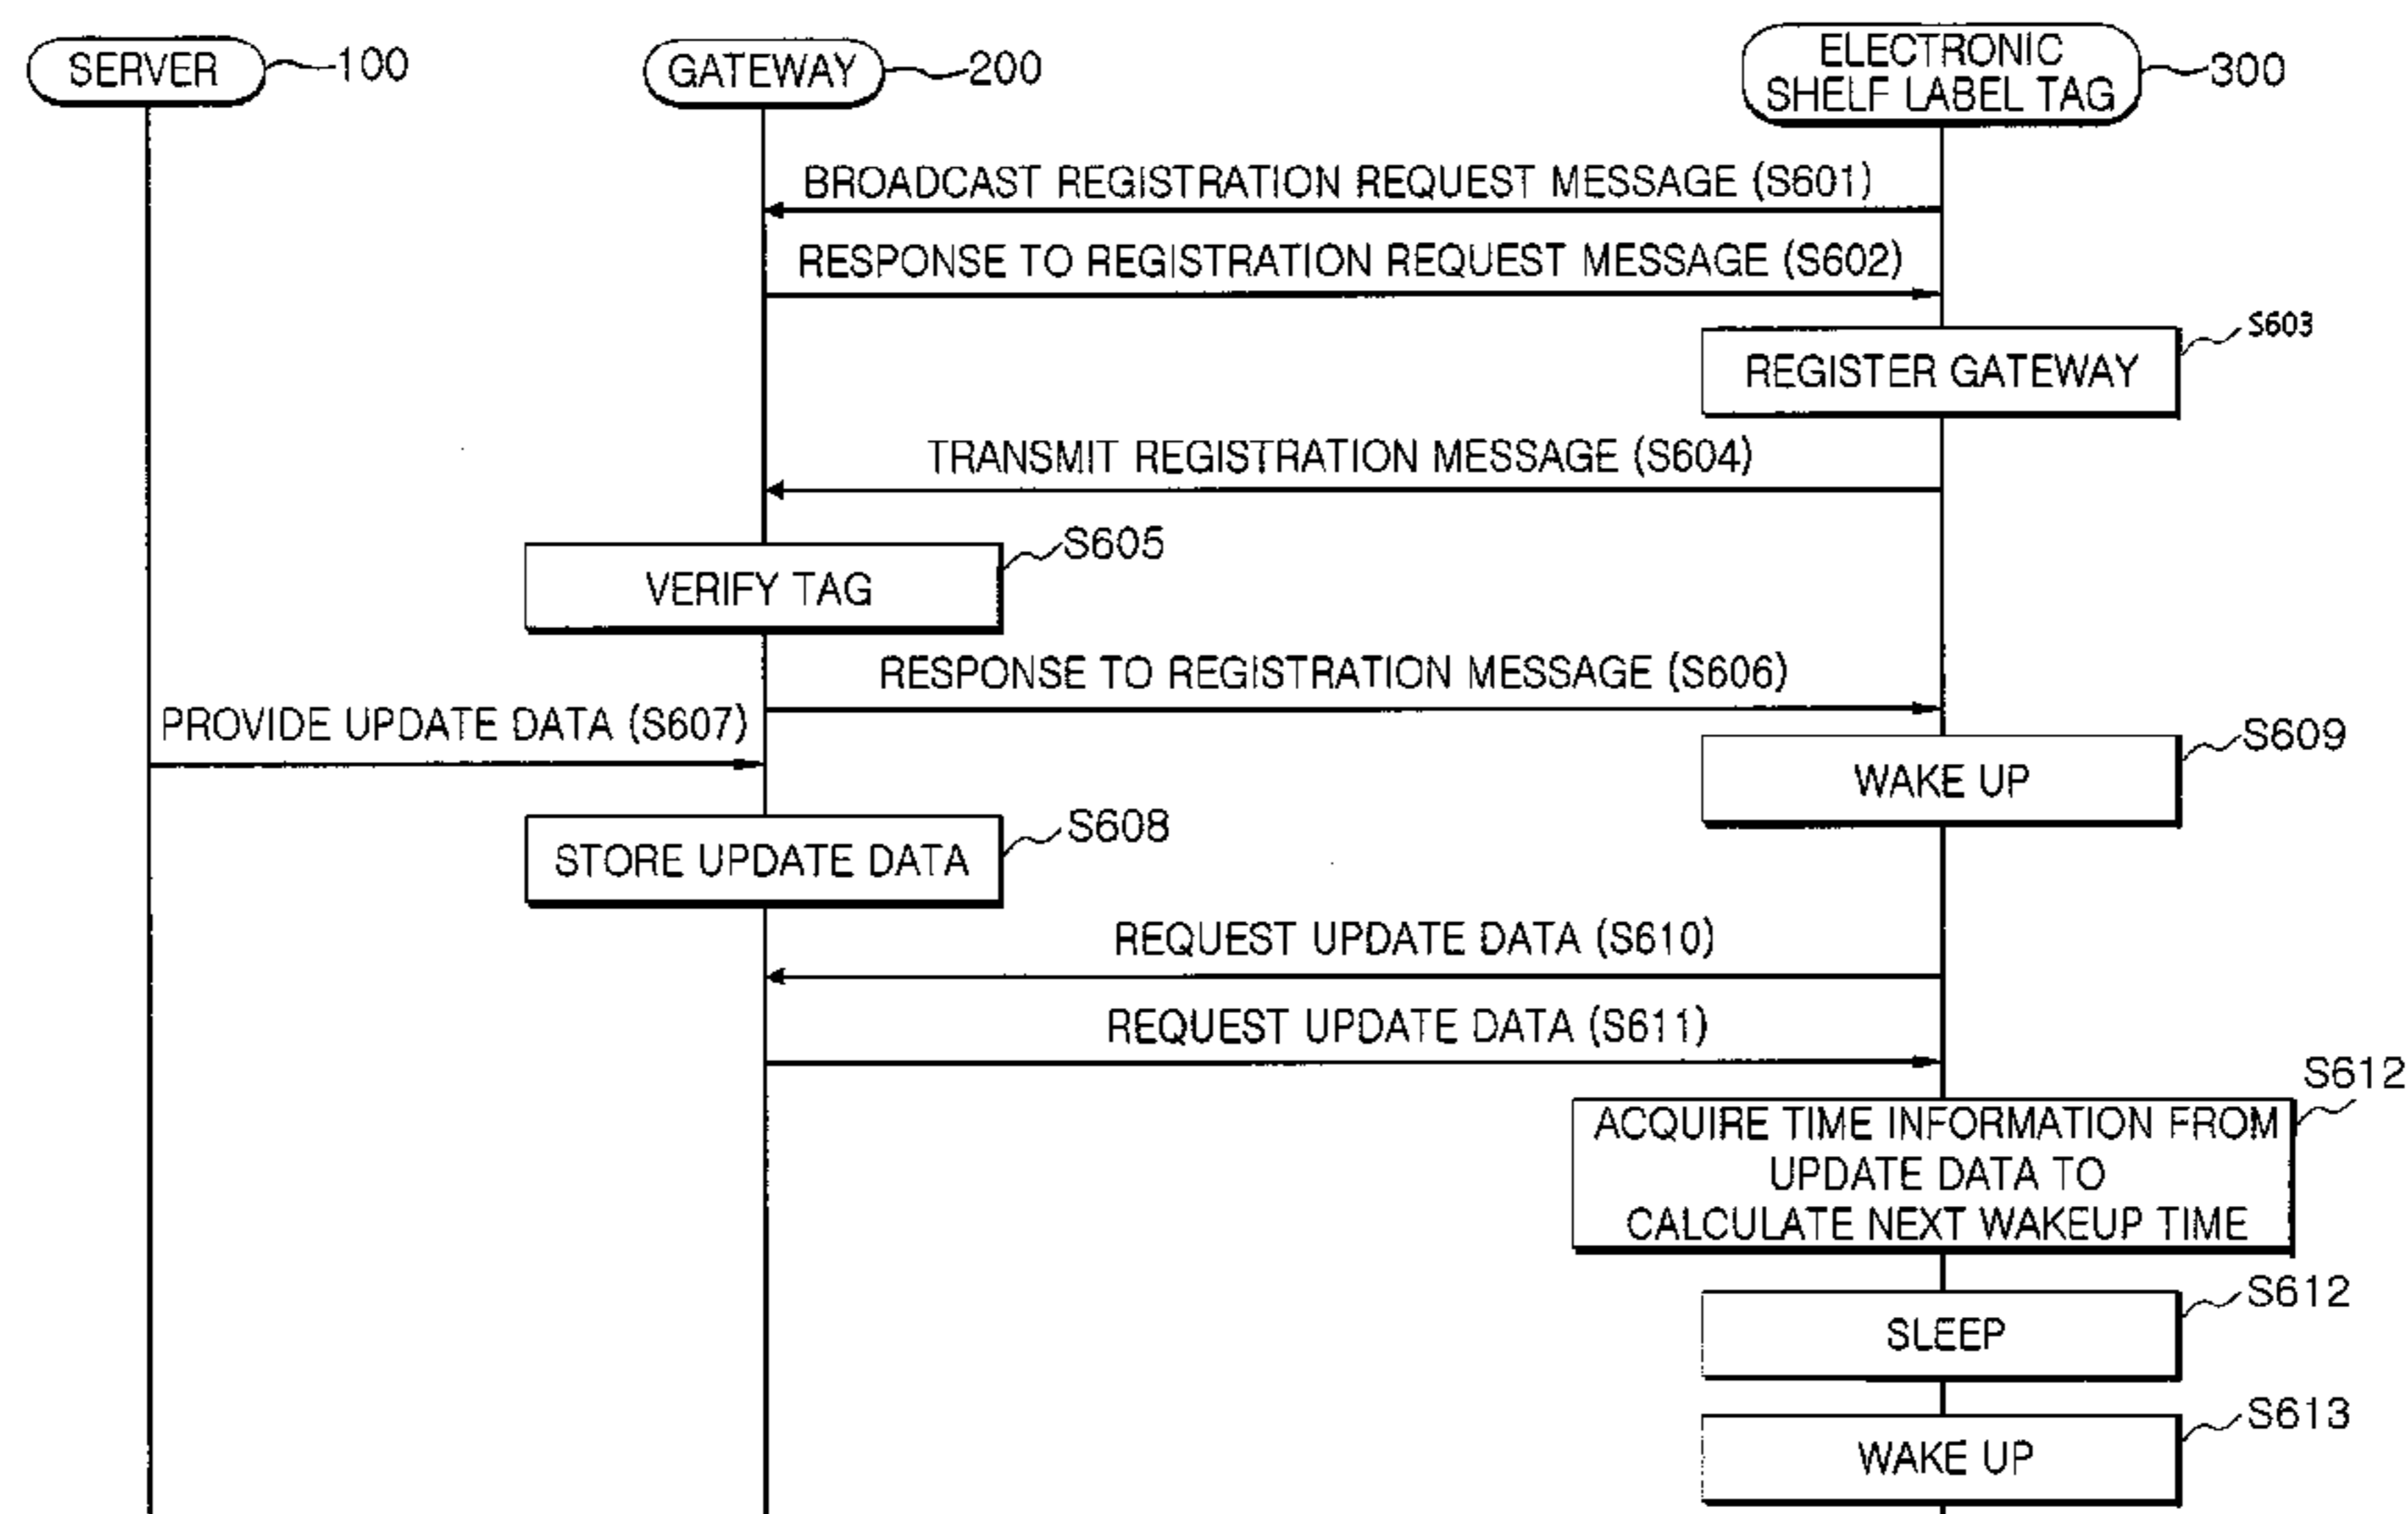 SERVER
100
GATEWAY
200
ELECTRONIC
SHELF LABEL TAG
300
BROADCAST REGISTRATION REQUEST MESSAGE (S601)
RESPONSE TO REGISTRATION REQUEST MESSAGE (S602)
S603
REGISTER GATEWAY
TRANSMIT REGISTRATION MESSAGE (S604)
S605
VERIFY TAG
RESPONSE TO REGISTRATION MESSAGE (S606)
PROVIDE UPDATE DATA (S607)
S609
WAKE UP
S608
STORE UPDATE DATA
REQUEST UPDATE DATA (S610)
REQUEST UPDATE DATA (S611)
S612
ACQUIRE TIME INFORMATION FROM
UPDATE DATA TO
CALCULATE NEXT WAKEUP TIME
S612
SLEEP
S613
WAKE UP